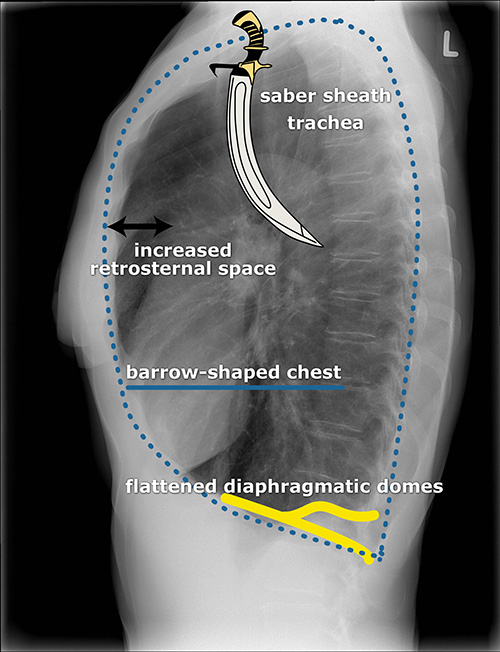 L
saber sheath
trachea
increased
retrosternal space
barrow-shaped chest
flattened diaphragmatic domes